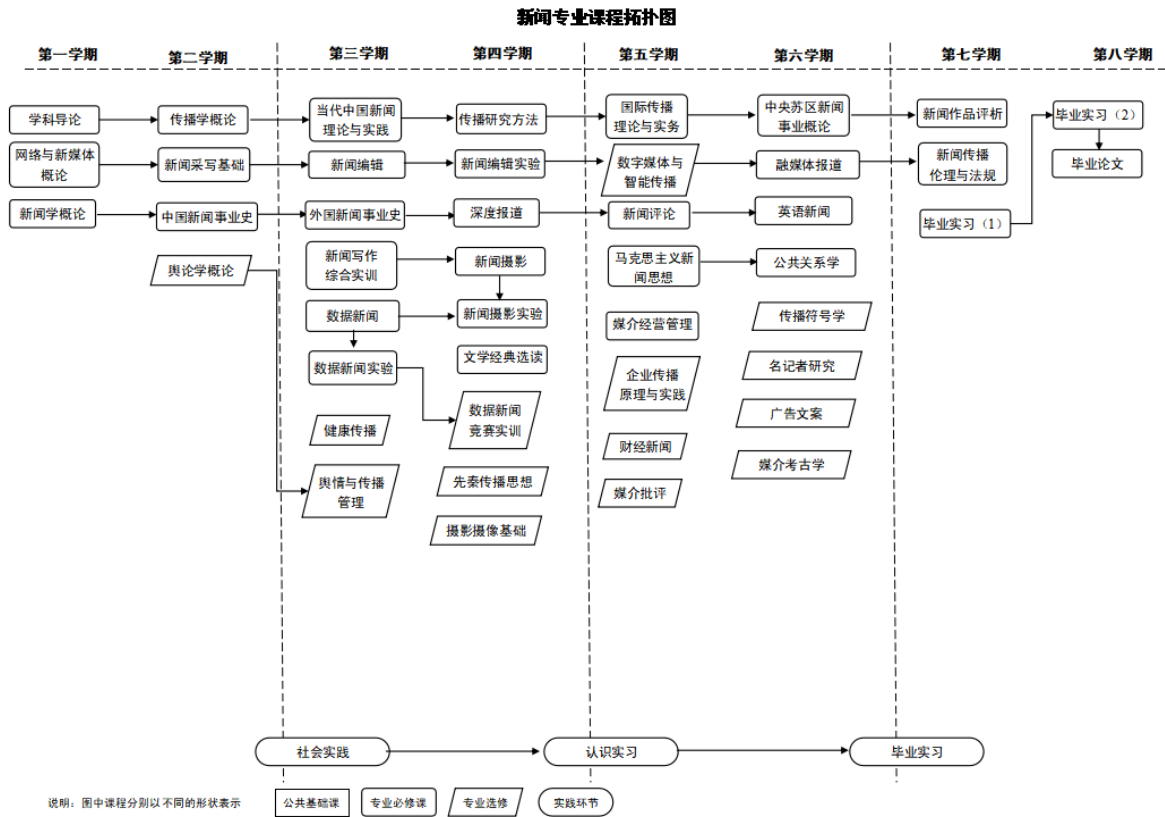 新闻专业课程拓扑图
第一学期
第二学期
第三学期
第四学期
第五学期
第六学期
第七学期
第八学期
学科导论
传播学概论
当代中国新闻
理论与实践
传播研究方法
国际传播
理论与实务
中央苏区新闻
事业概论
新闻作品评析
毕业实习（2）
网络与新媒体
概论
新闻采写基础
新闻编辑
新闻编辑实验
数字媒体与
智能传播
融媒体报道
新闻传播
伦理与法规
毕业论文
新闻学概论
中国新闻事业史
外国新闻事业史
深度报道
新闻评论
英语新闻
毕业实习（1）
舆论学概论
新闻写作
综合实训
新闻摄影
马克思主义新
闻思想
公共关系学
数据新闻
新闻摄影实验
媒介经营管理
传播符号学
数据新闻实验
文学经典选读
企业传播
原理与实践
名记者研究
健康传播
数据新闻
竞赛实训
财经新闻
广告文案
舆情与传播
管理
先秦传播思想
媒介批评
媒介考古学
摄影摄像基础
社会实践
认识实习
毕业实习
说明：图中课程分别以不同的形状表示
公共基础课
专业必修课
专业选修
实践环节